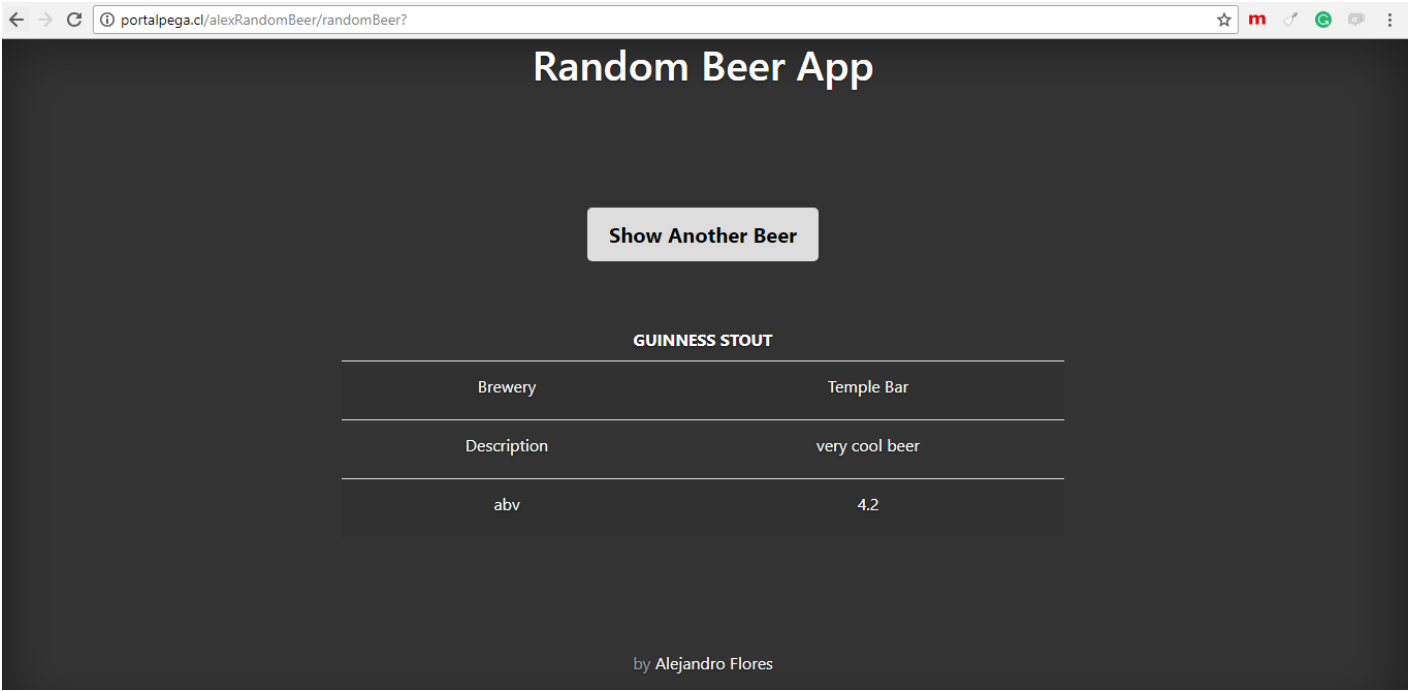 portalpega.cl/alexRandomBeer/randomBeer?
m
G
Random Beer App
Show Another Beer
GUINNESS STOUT
Brewery Temple Bar
Description very cool beer
abv 4.2
by Alejandro Flores